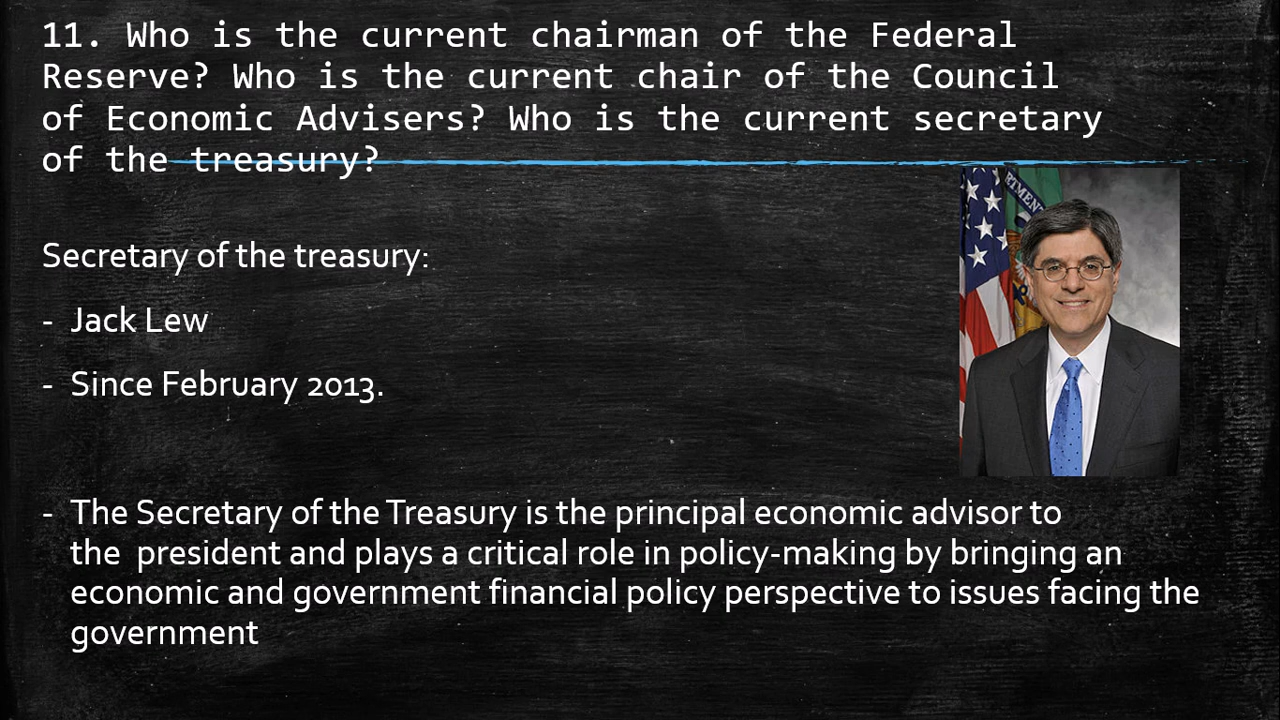 11. Who is the current chairman of the Federal
Reserve? Who is the current chair of the Council
of Economic Advisers? Who is the current secretary
of the treasury?
Secretary of the treasury:
- Jack Lew
- Since February 2013.
- The Secretary of the Treasury is the principal economic advisor to
the  president and plays a critical role in policy-making by bringing an
economic and government financial policy perspective to issues facing the
government